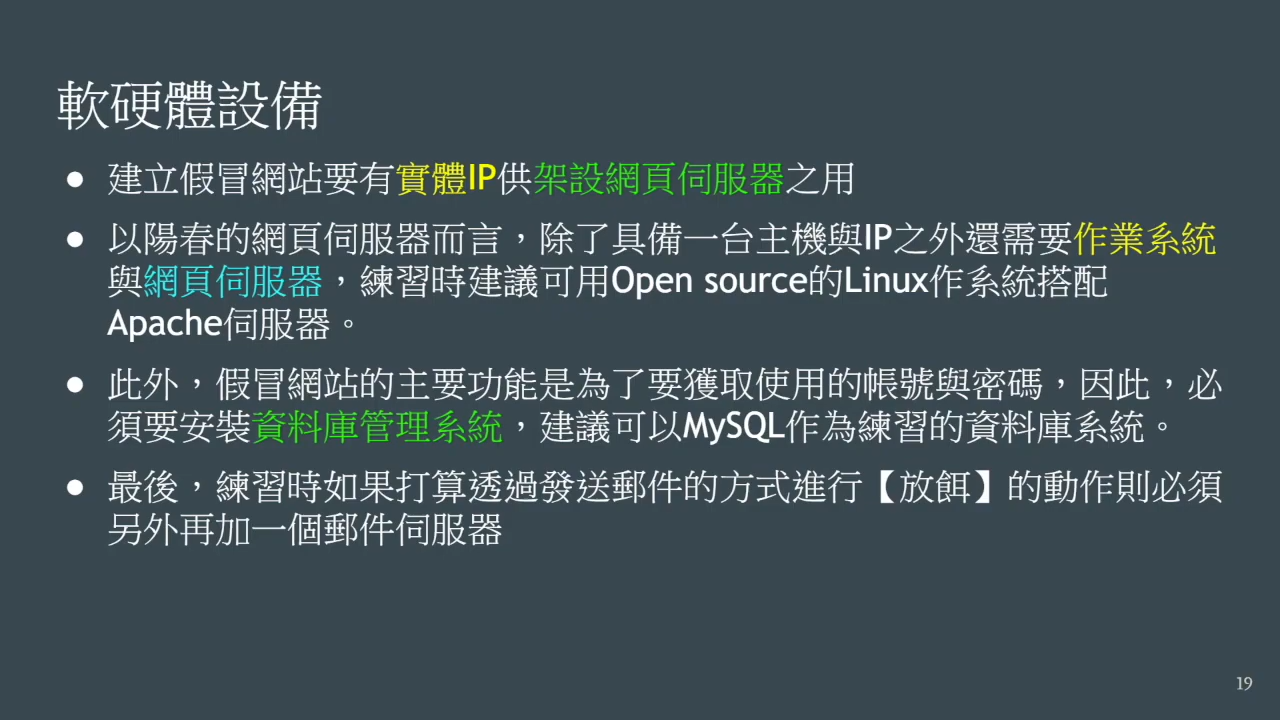 軟硬體設備
● 建立假冒網站要有實體IP供架設網頁伺服器之用
● 以陽春的網頁伺服器而言，除了具備一台主機與IP之外還需要作業系統
與網頁伺服器，練習時建議可用Open source的Linux作系統搭配
Apache伺服器。
● 此外，假冒網站的主要功能是為了要獲取使用的帳號與密碼，因此，必
須要安裝資料庫管理系統，建議可以MySQL作為練習的資料庫系統。
● 最後，練習時如果打算透過發送郵件的方式進行【放餌】的動作則必須
另外再加一個郵件伺服器
19